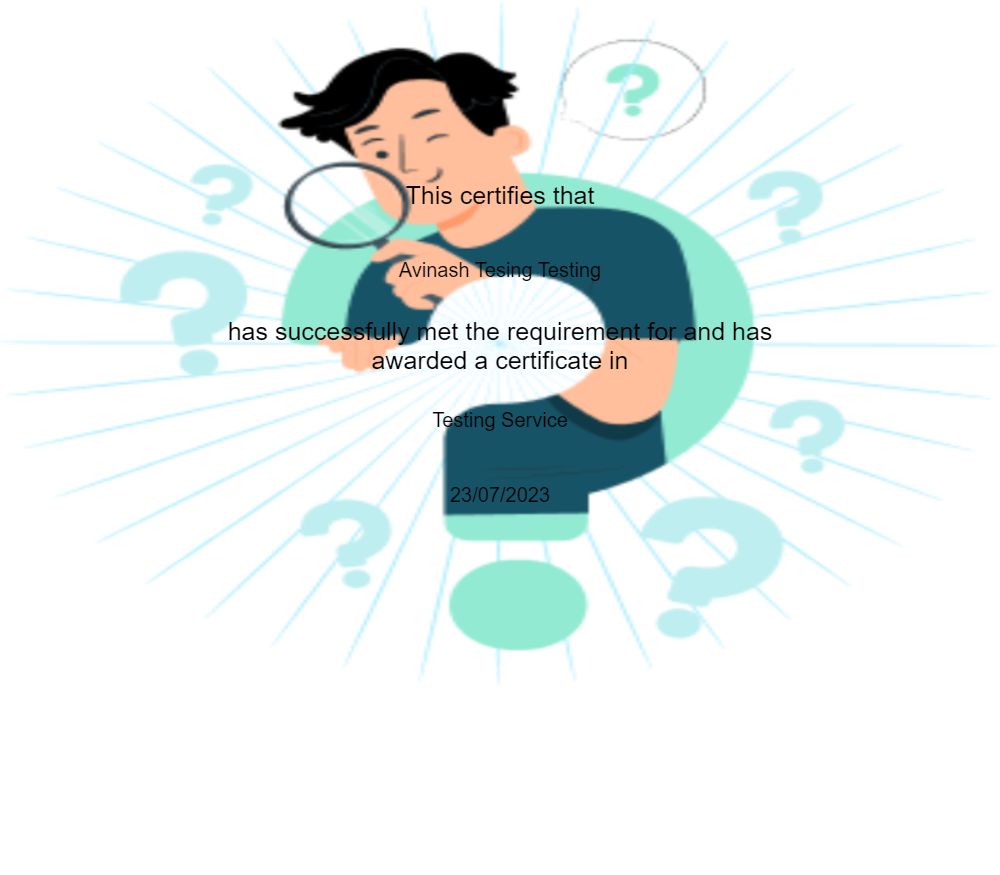 This certifies that
Avinash Tesing Testing
has successfully met the requirement for and has
awarded a certificate in
Testing Service
23/07/2023